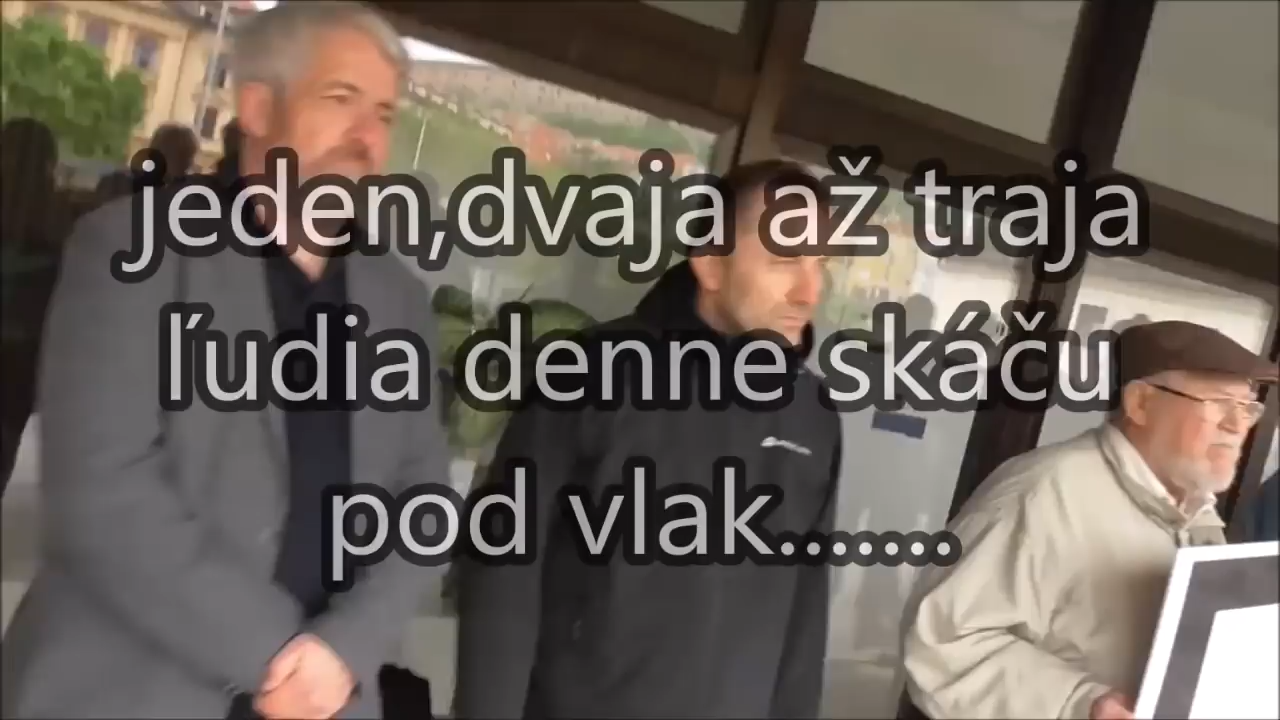 jeden,dvaja až traja
ľudia denne skáču
pod vlak.......